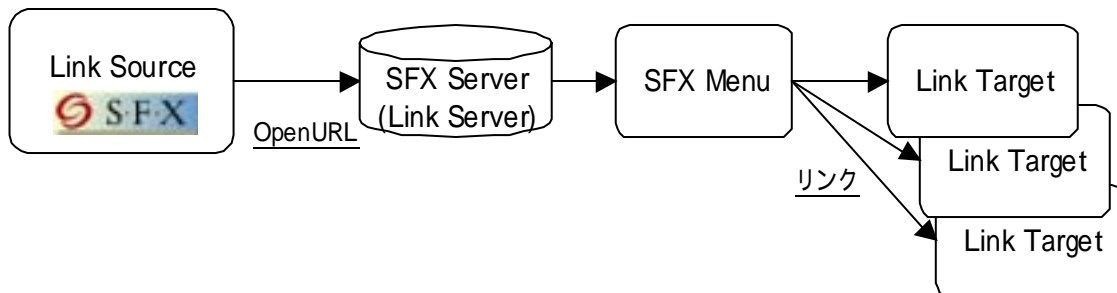 Link Source
S·F·X
OpenURL
SFX Server
(Link Server)
SFX Menu
リンク
Link Target
Link Target
Link Target